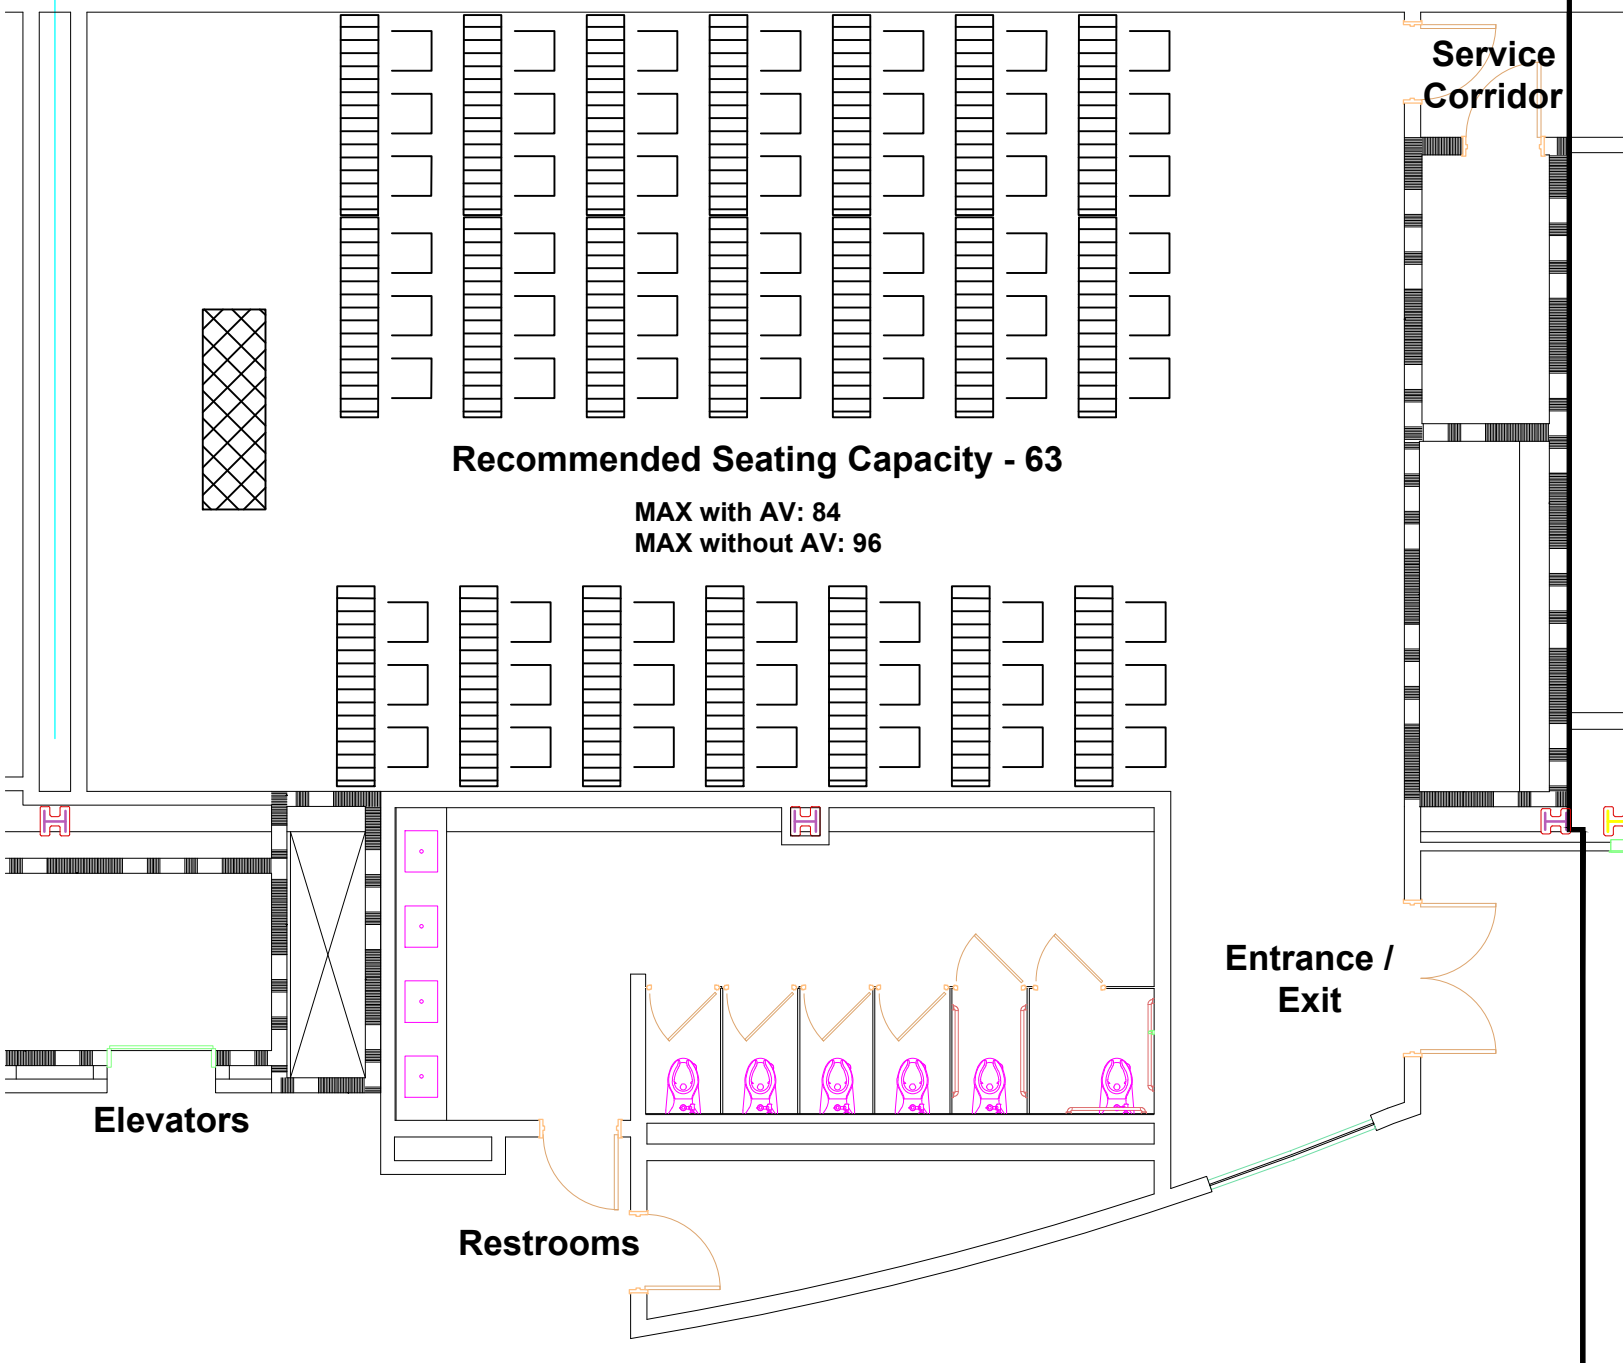 Service
Corridor
Recommended Seating Capacity - 63
MAX with AV: 84
MAX without AV: 96
Entrance /
Exit
Elevators
Restrooms